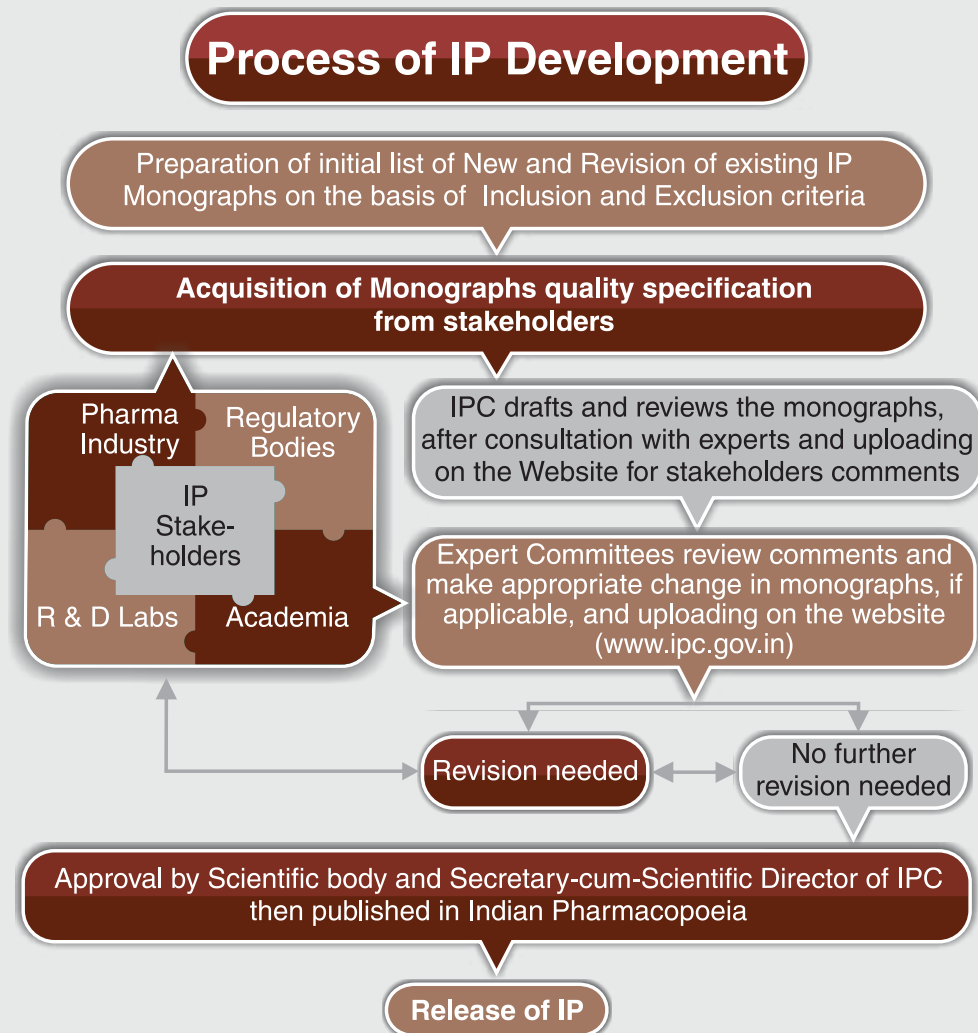 Process of IP Development
Preparation of initial list of New and Revision of existing IP
Monographs on the basis of Inclusion and Exclusion criteria
Acquisition of Monographs quality specification
from stakeholders
Pharma
Industry
Regulatory
Bodies
IP
Stake-
holders
R & D Labs
Academia
IPC drafts and reviews the monographs,
after consultation with experts and uploading
on the Website for stakeholders comments
Expert Committees review comments and
make appropriate change in monographs, if
applicable, and uploading on the website
(www.ipc.gov.in)
Revision needed
No further
revision needed
Approval by Scientific body and Secretary-cum-Scientific Director of IPC
then published in Indian Pharmacopoeia
Release of IP